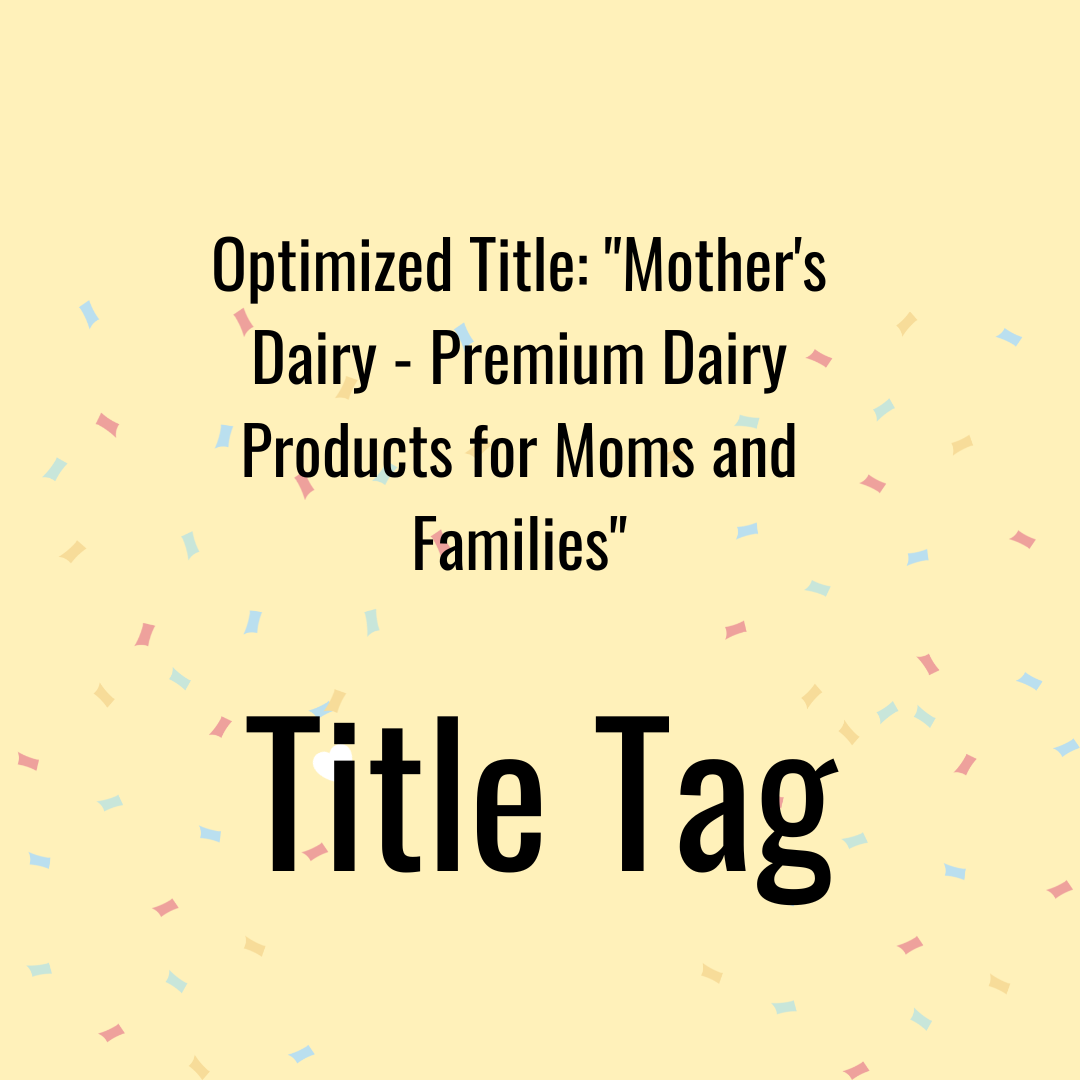 Optimized Title: "Mother's
Dairy - Premium Dairy
Products for Moms and
Families"
Title Tag